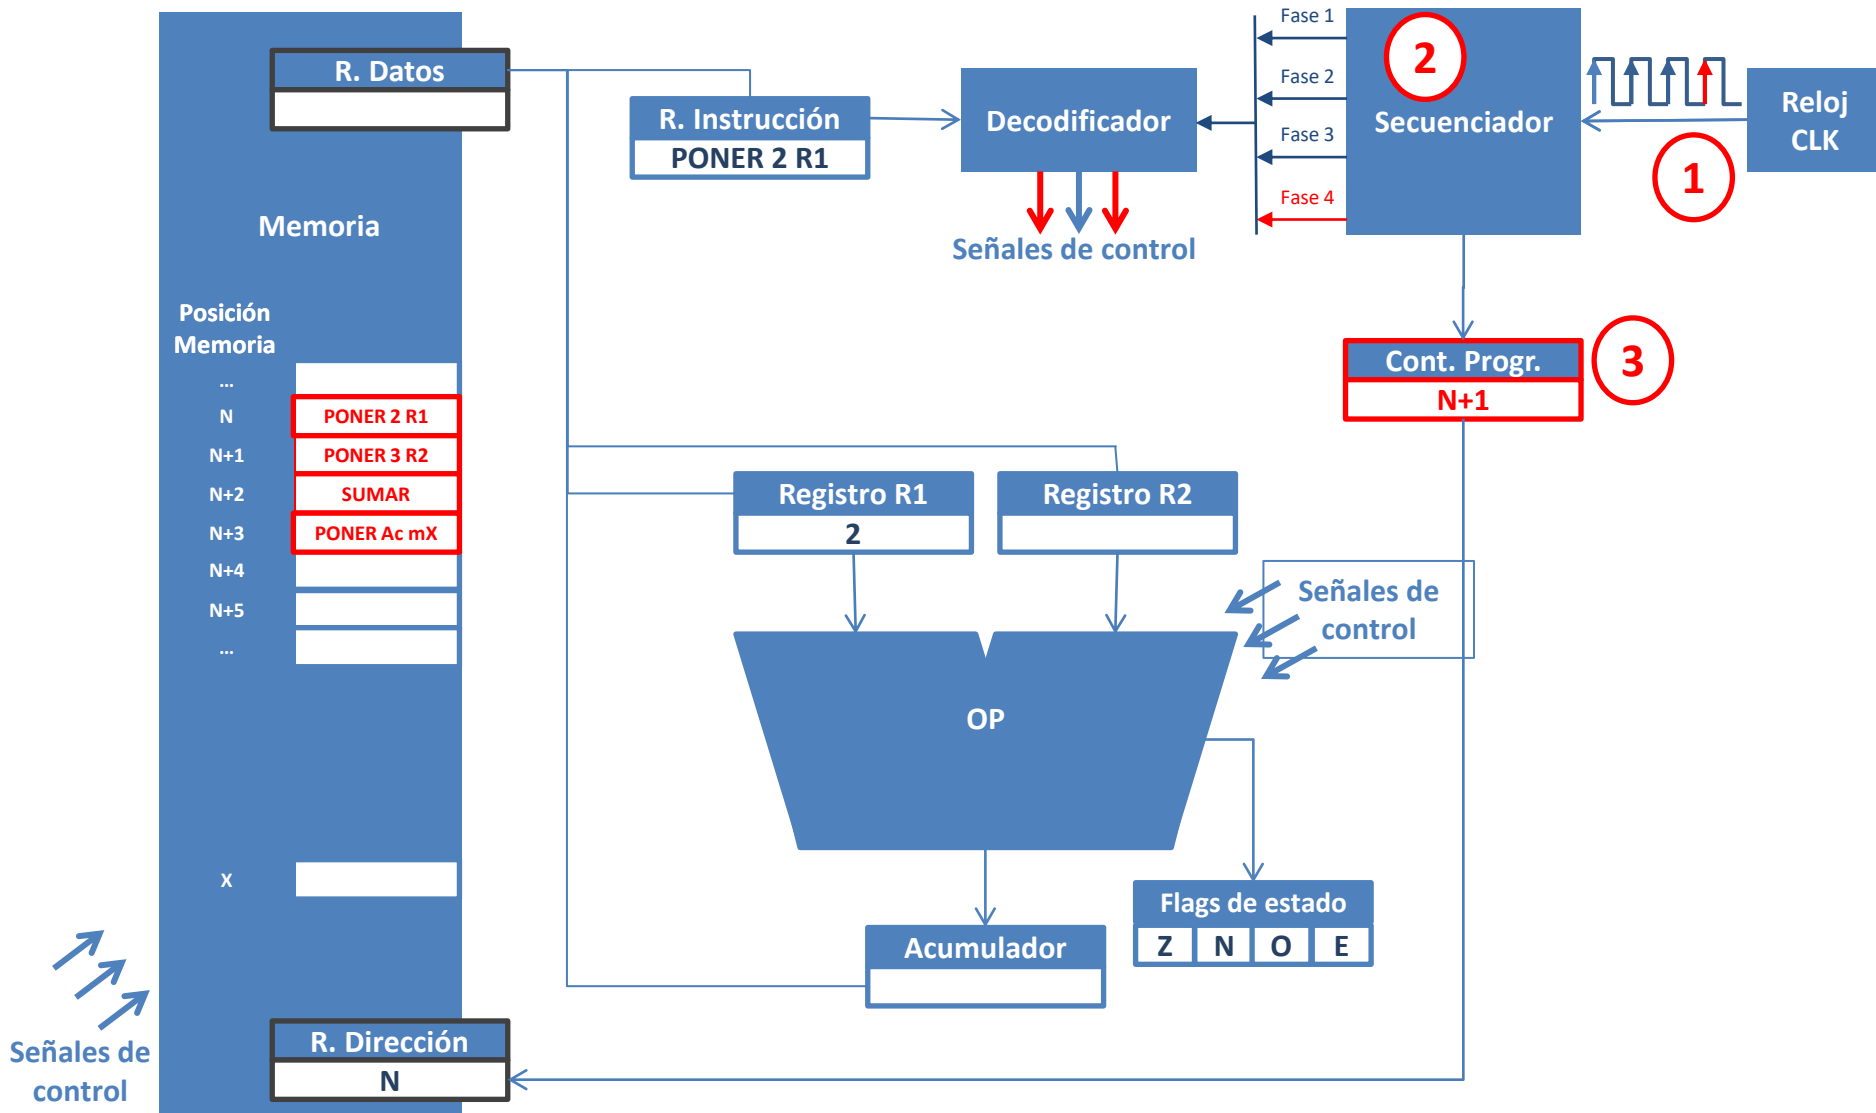 R. Datos
Memoria
Posición
Memoria
...
N PONER 2 R1
N+1 PONER 3 R2
N+2 SUMAR
N+3 PONER Ac mX
N+4
N+5
...
X
Señales de
control
R. Dirección
N
R. Instrucción
PONER 2 R1
Decodificador
Señales de control
Fase 1
Fase 2
Fase 3
Fase 4
2
Secuenciador
1
Reloj
CLK
Cont. Progr.
N+1
3
Registro R1
2
Registro R2
Señales de
control
OP
Flags de estado
Z N O E
Acumulador